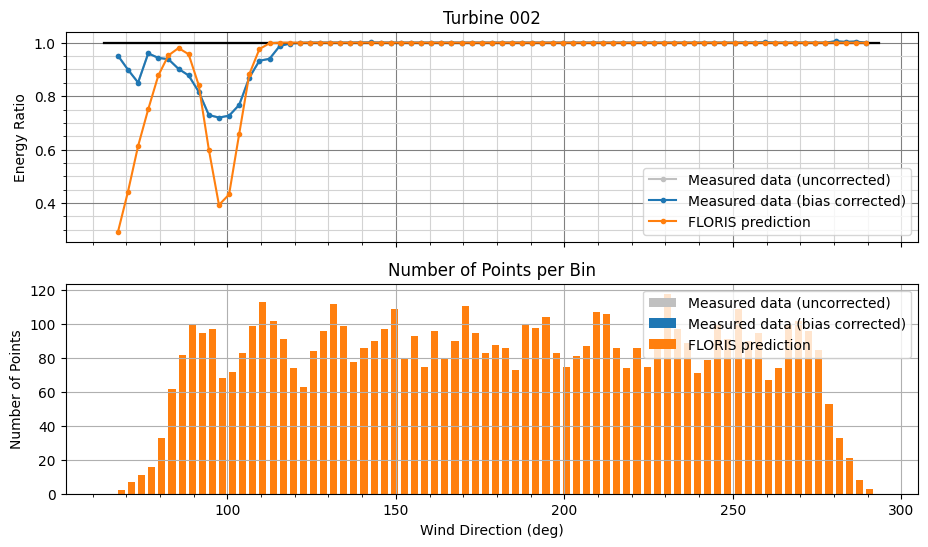 Turbine 002
1.0
0.8
0.6
0.4
Energy Ratio
Measured data (uncorrected)
Measured data (bias corrected)
FLORIS prediction
Number of Points per Bin
120
100
80
60
40
20
0
Number of Points
Measured data (uncorrected)
Measured data (bias corrected)
FLORIS prediction
100
150
200
250
300
Wind Direction (deg)